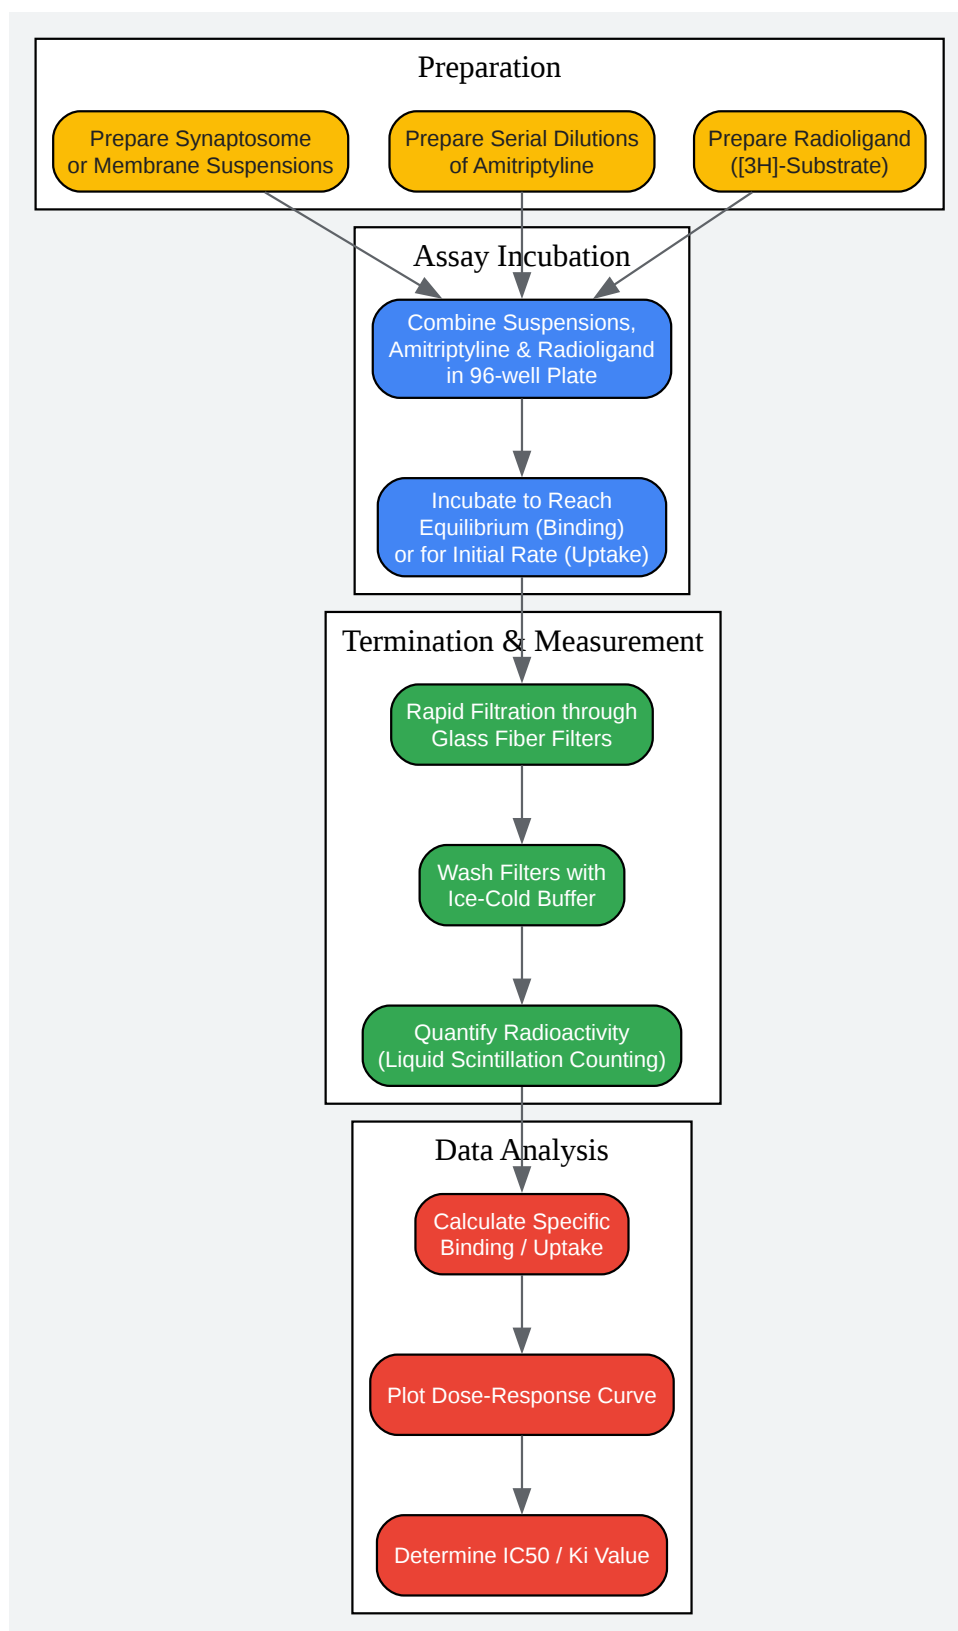 Preparation
Prepare Synaptosome
or Membrane Suspensions
Prepare Serial Dilutions
of Amitriptyline
Prepare Radioligand
([3H]-Substrate)
Assay Incubation
Combine Suspensions,
Amitriptyline & Radioligand
in 96-well Plate
Incubate to Reach
Equilibrium (Binding)
or for Initial Rate (Uptake)
Termination & Measurement
Rapid Filtration through
Glass Fiber Filters
Wash Filters with
Ice-Cold Buffer
Quantify Radioactivity
(Liquid Scintillation Counting)
Data Analysis
Calculate Specific
Binding / Uptake
Plot Dose-Response Curve
Determine IC50 / Ki Value